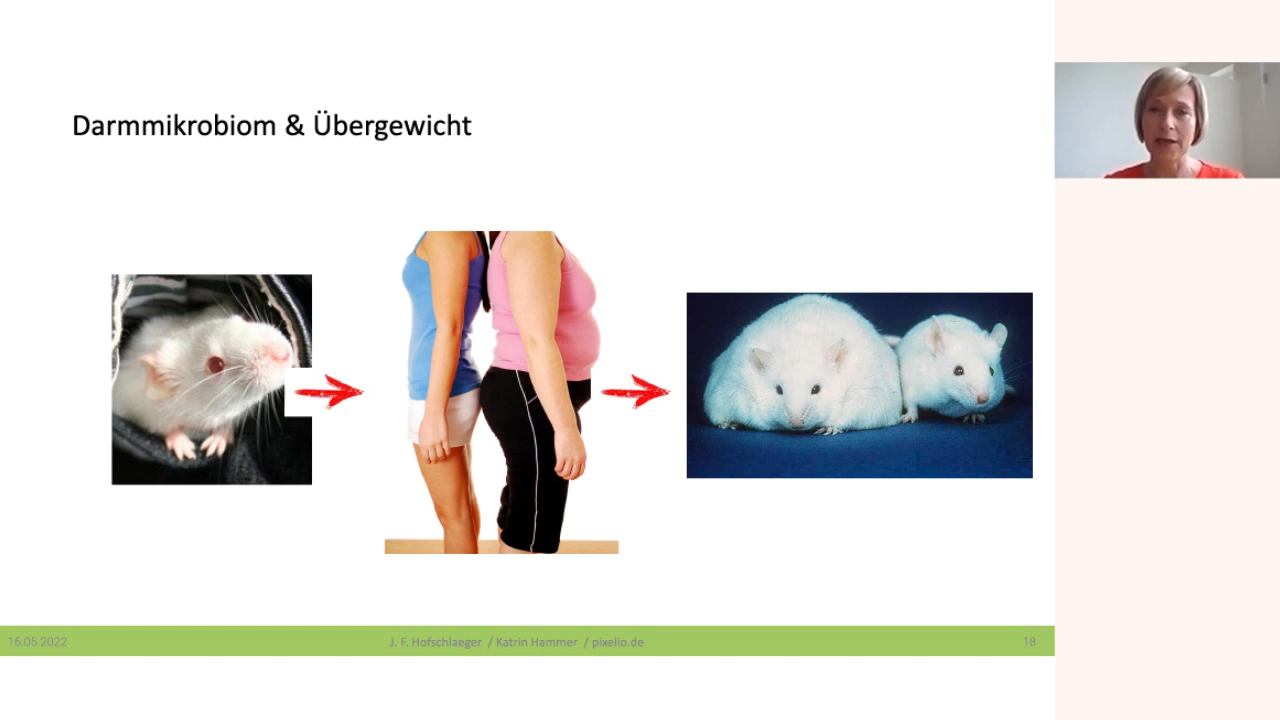 Darmmikrobiom & Übergewicht
16.05.2022
J. F. Hofschlaeger / Katrin Hammer / pixelio.de
18